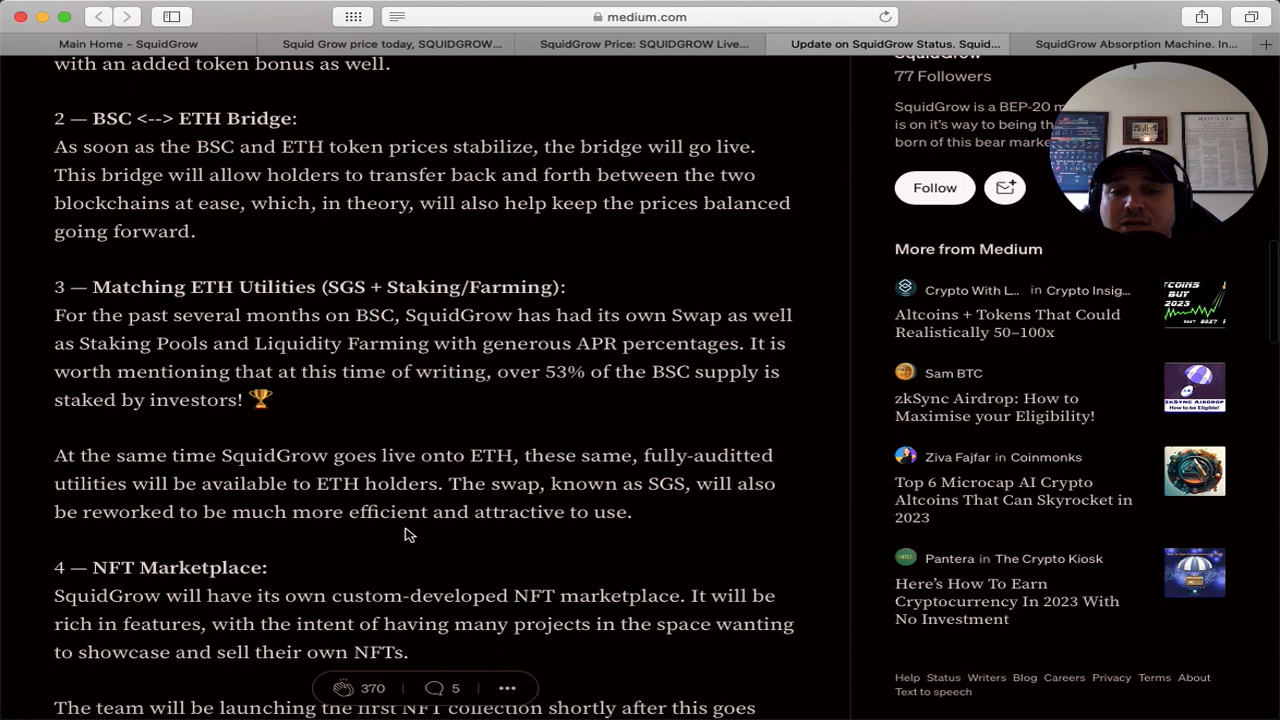 medium.com
Main Home - SquidGrow
Squid Grow price today, SQUIDGROW...
SquidGrow Price: SQUIDGROW Live...
Update on SquidGrow Status. Squid...
SquidGrow Absorption Machine. In...
with an added token bonus as well.
2 — BSC <--> ETH Bridge:
As soon as the BSC and ETH token prices stabilize, the bridge will go live.
This bridge will allow holders to transfer back and forth between the two
blockchains at ease, which, in theory, will also help keep the prices balanced
going forward.
3 — Matching ETH Utilities (SGS + Staking/Farming):
For the past several months on BSC, SquidGrow has had its own Swap as well
as Staking Pools and Liquidity Farming with generous APR percentages. It is
worth mentioning that at this time of writing, over 53% of the BSC supply is
staked by investors! 🏆
At the same time SquidGrow goes live onto ETH, these same, fully-auditted
utilities will be available to ETH holders. The swap, known as SGS, will also
be reworked to be much more efficient and attractive to use.
4 — NFT Marketplace:
SquidGrow will have its own custom-developed NFT marketplace. It will be
rich in features, with the intent of having many projects in the space wanting
to showcase and sell their own NFTs.
370
5
The team will be launching the first NFT collection shortly after this goes
SquidGrow
77 Followers
SquidGrow is a BEP-20
is on it's way to being
born of this bear
Follow
More from Medium
Crypto With L... in Crypto Insig...
Altcoins + Tokens That Could
Realistically 50–100x
Sam BTC
zkSync Airdrop: How to
Maximise your Eligibility!
Ziva Fajfar in Coinmonks
Top 6 Microcap AI Crypto
Altcoins That Can Skyrocket in
2023
Pantera in The Crypto Kiosk
Here's How To Earn
Cryptocurrency In 2023 With
No Investment
Help Status Writers Blog Careers Privacy Terms About
Text to speech